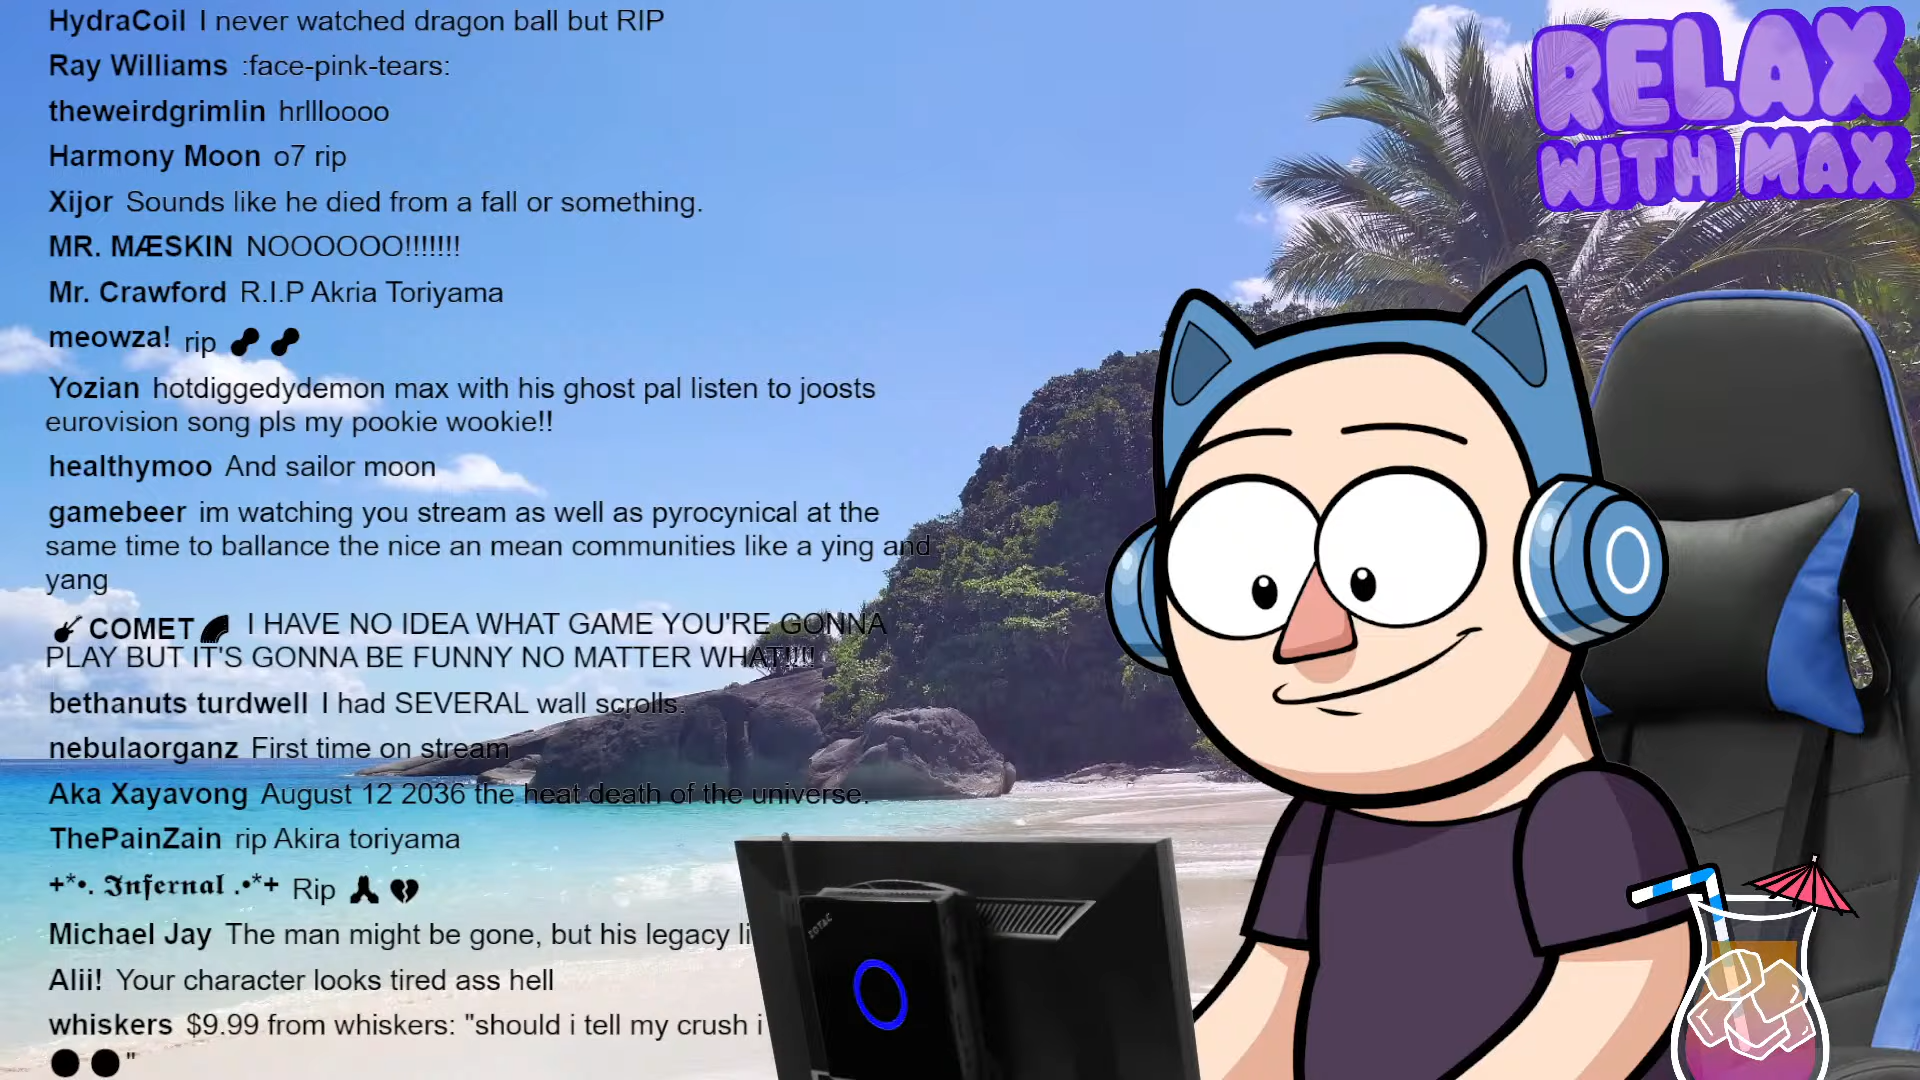 HydraCoil I never watched dragon ball but RIP
Ray Williams :face-pink-tears:
theweirdgrimlin hrllloooo
Harmony Moon o7 rip
Xijor Sounds like he died from a fall or something.
MR. MÆSKIN NOOOOOO!!!!!!!
Mr. Crawford R.I.P Akria Toriyama
meowza! rip
Yozian hotdiggedydemon max with his ghost pal listen to joosts
eurovision song pls my pookie wookie!!
healthymoo And sailor moon
gamebeer im watching you stream as well as pyrocynical at the
same time to ballance the nice an mean communities like a ying and
yang
COMET I HAVE NO IDEA WHAT GAME YOU'RE GONNA
PLAY BUT IT'S GONNA BE FUNNY NO MATTER WHAT!!!!
bethanuts turdwell I had SEVERAL wall scrolls.
nebulaorganz First time on stream
Aka Xayavong August 12 2036 the heat death of the universe.
ThePainZain rip Akira toriyama
+*•. 𝕴𝖓𝖋𝖊𝖗𝖓𝖆𝖑 .•*+ Rip
Michael Jay The man might be gone, but his legacy li
Alii! Your character looks tired ass hell
whiskers $9.99 from whiskers: "should i tell my crush i
"
RELAX
WITH MAX
ZOTAC